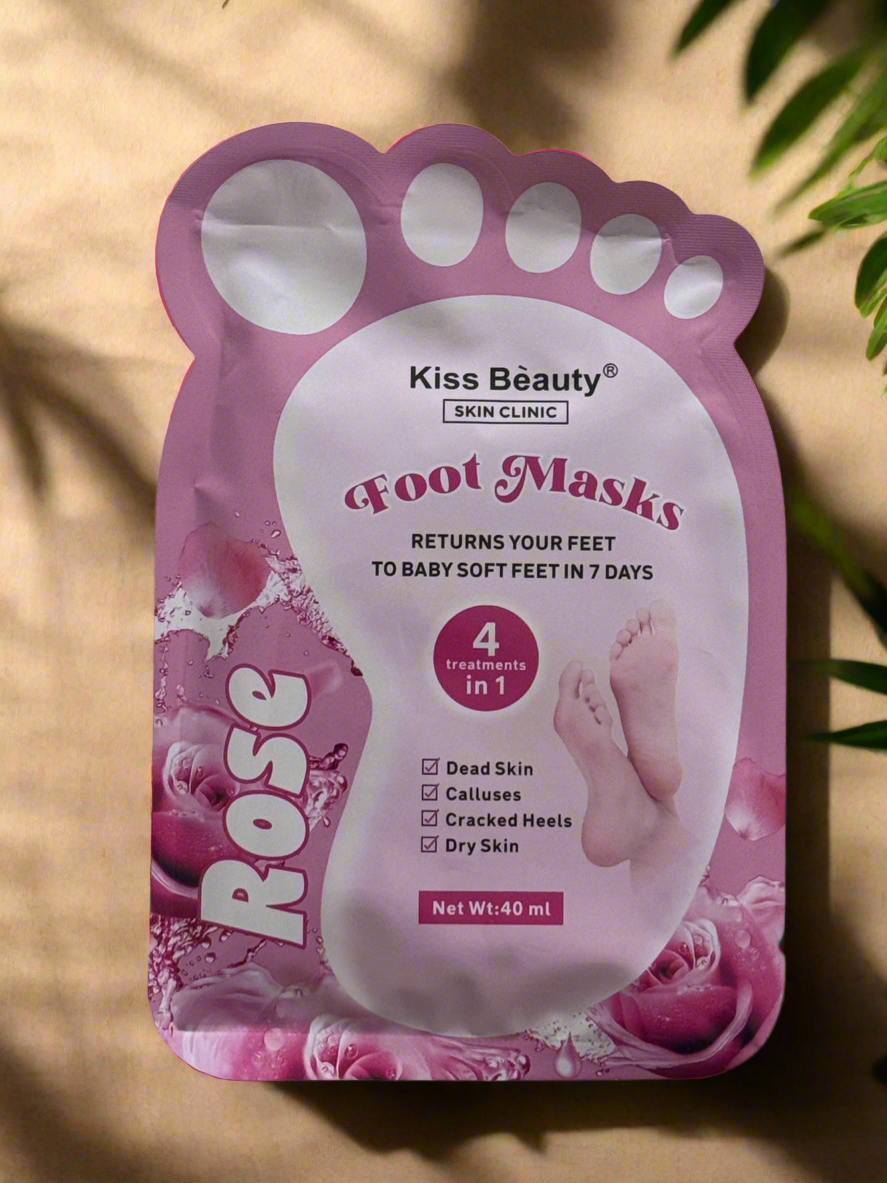 Kiss Bèauty®
SKIN CLINIC
Foot Masks
RETURNS YOUR FEET
TO BABY SOFT FEET IN 7 DAYS
4
treatments
in 1
☑ Dead Skin
☑ Calluses
☑ Cracked Heels
☑ Dry Skin
Net Wt:40 ml
Rose